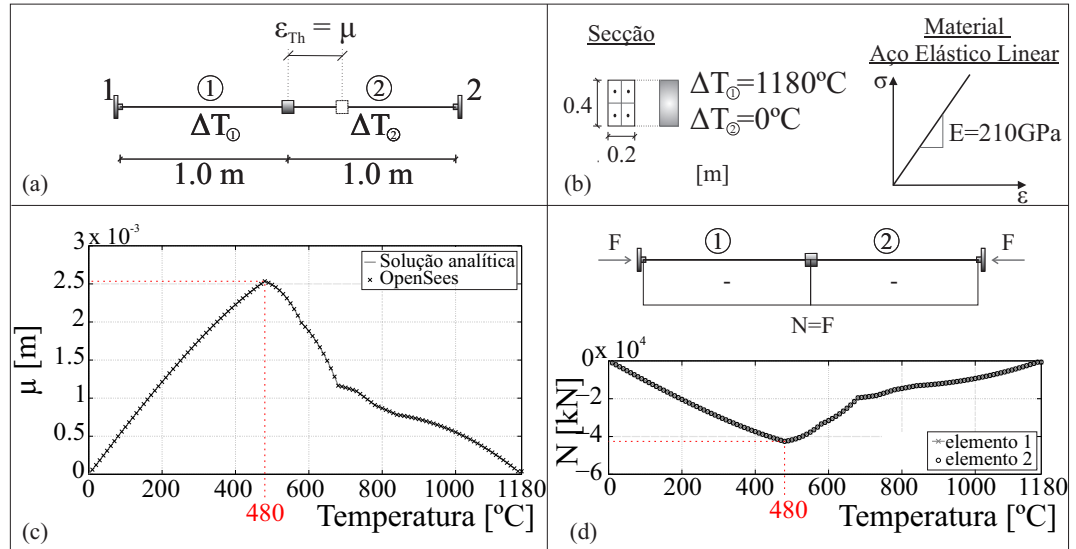 ε_Th = μ
1
①
②
2
ΔT①
ΔT②
1.0 m
1.0 m
(a)
Secção
0.4
0.2
ΔT①=1180ºC
ΔT②=0ºC
[m]
Material
Aço Elástico Linear
σ
E=210GPa
ε
(b)
3 x 10⁻³
2.5
2
1.5
1
0.5
0
μ [m]
Solução analítica
OpenSees
0
200
400
600
800
1000
1180
480
Temperatura [ºC]
(c)
F
①
②
F
-
-
N=F
0 x 10⁴
−2
−4
−6
N [kN]
elemento 1
elemento 2
0
200
400
600
800
1000
1180
480
Temperatura [ºC]
(d)